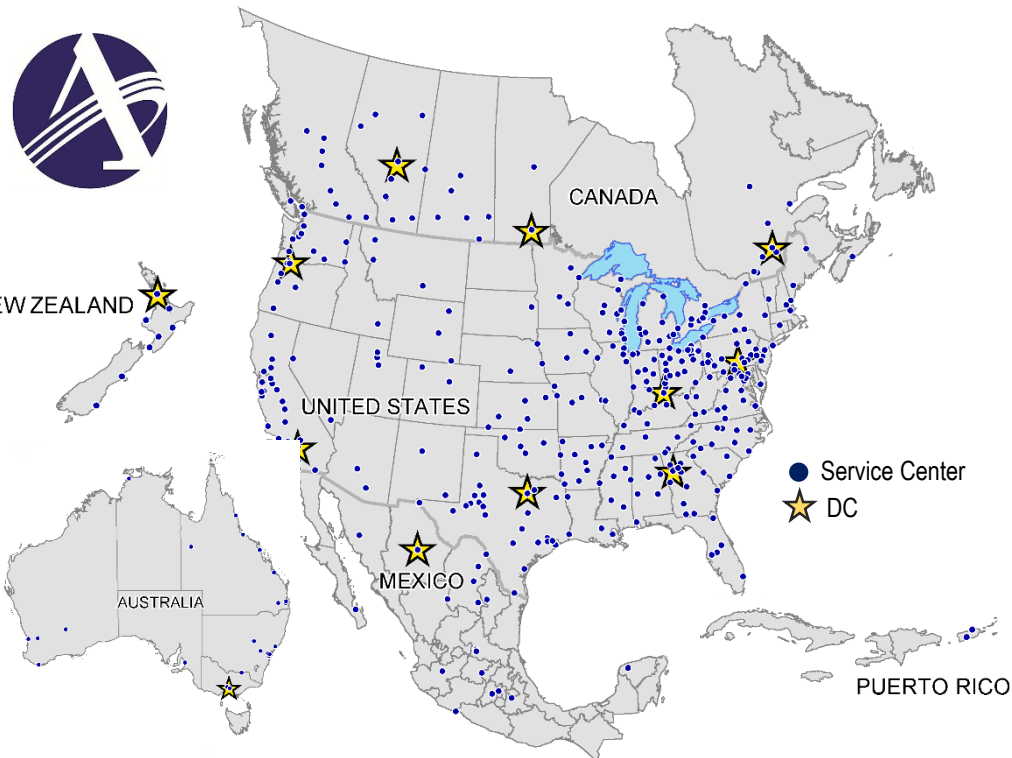 CANADA
EW ZEALAND
UNITED STATES
Service Center
DC
MEXICO
AUSTRALIA
PUERTO RICO